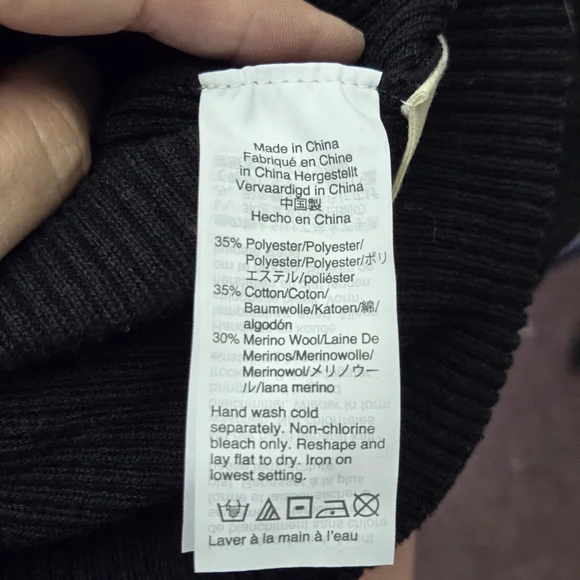 Made in China
Fabriqué en Chine
in China Hergestellt
Vervaardigd in China
中国製
Hecho en China
35% Polyester/Polyester/
Polyester/Polyester/ポリ
エステル/poliéster
35% Cotton/Coton/
Baumwolle/Katoen/綿/
algodón
30% Merino Wool/Laine De
Merinos/Merinowolle/
Merinowol/メリノウー
ル/lana merino
Hand wash cold
separately. Non-chlorine
bleach only. Reshape and
lay flat to dry. Iron on
lowest setting.
Laver à la main à l'eau